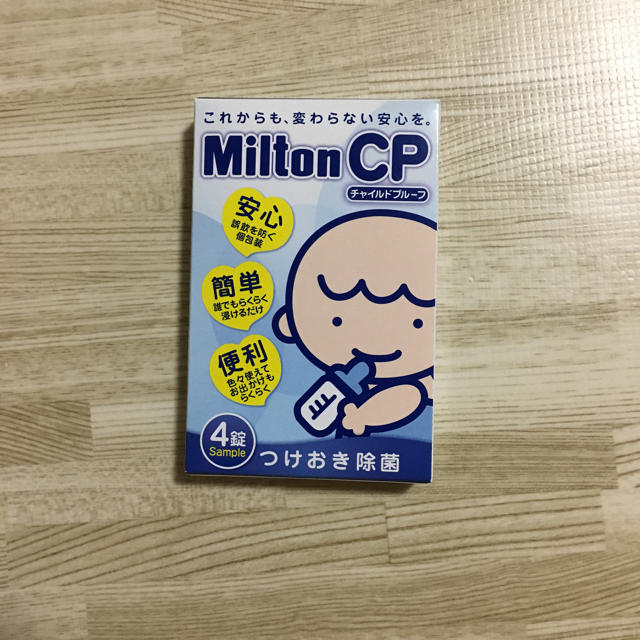 これからも、変わらない安心を。
Milton CP
チャイルドプルーフ
安心
誤飲を防ぐ
個包装
簡単
誰でもらくらく
浸けるだけ
便利
色々使えて
お出かけも
らくらく
4錠
Sample
つけおき除菌